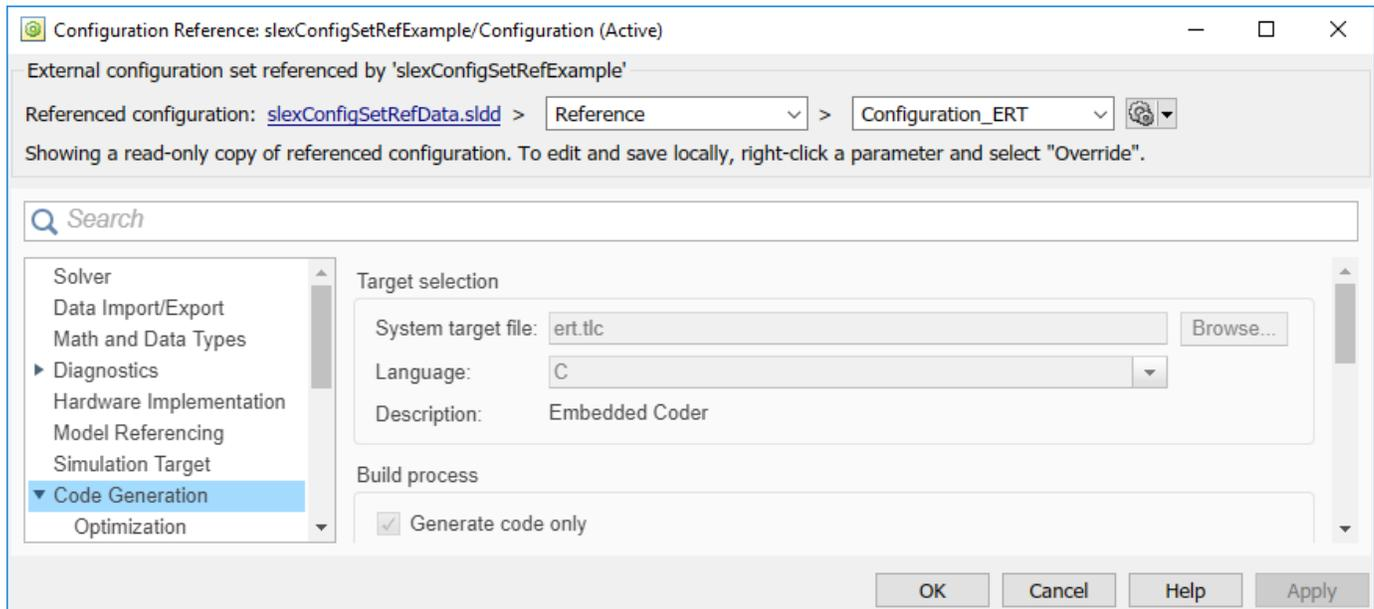 Configuration Reference: slexConfigSetRefExample/Configuration (Active)
External configuration set referenced by 'slexConfigSetRefExample'
Referenced configuration: slexConfigSetRefData.sldd > Reference > Configuration_ERT
Showing a read-only copy of referenced configuration. To edit and save locally, right-click a parameter and select "Override".
Search
Solver
Data Import/Export
Math and Data Types
Diagnostics
Hardware Implementation
Model Referencing
Simulation Target
Code Generation
Optimization
Target selection
System target file: ert.tlc Browse...
Language: C
Description: Embedded Coder
Build process
Generate code only
OK Cancel Help Apply